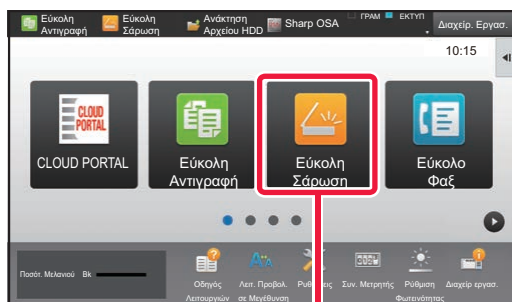 Εύκολη Αντιγραφή
Εύκολη Σάρωση
Ανάκτηση Αρχείου HDD
Sharp OSA
ΓΡΑΜ
ΕΚΤΥΠ
Διαχείρ. Εργασ.
10:15
CLOUD PORTAL
CLOUD PORTAL
Εύκολη Αντιγραφή
Εύκολη Σάρωση
Εύκολο Φαξ
Ποσότ. Μελανιού Bk
Οδηγός Λειτουργιών
Λειτ. Προβολ. σε Μεγέθυνση
Ρυθμίσεις
Συν. Μετρητής
Ρύθμιση Φωτεινότητας
Διαχείρ εργασ.